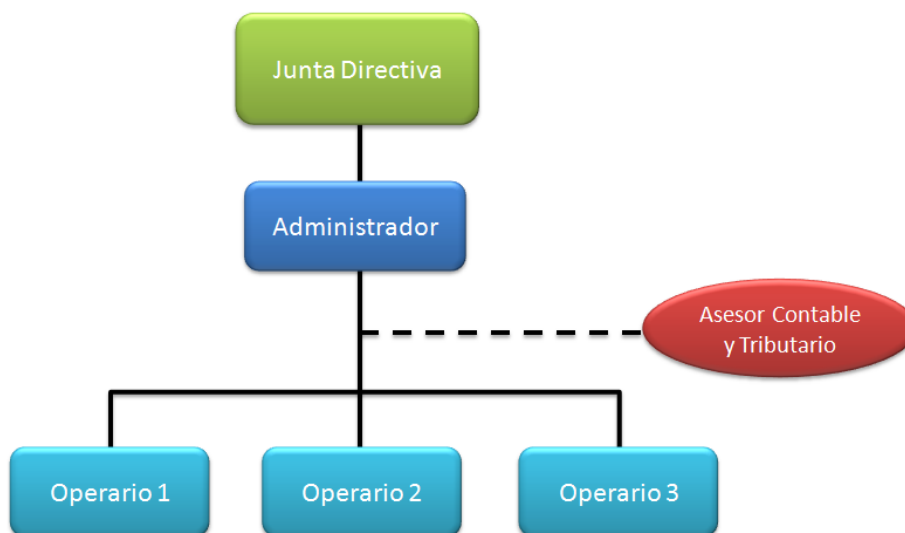 Junta Directiva
Administrador
Asesor Contable
y Tributario
Operario 1
Operario 2
Operario 3